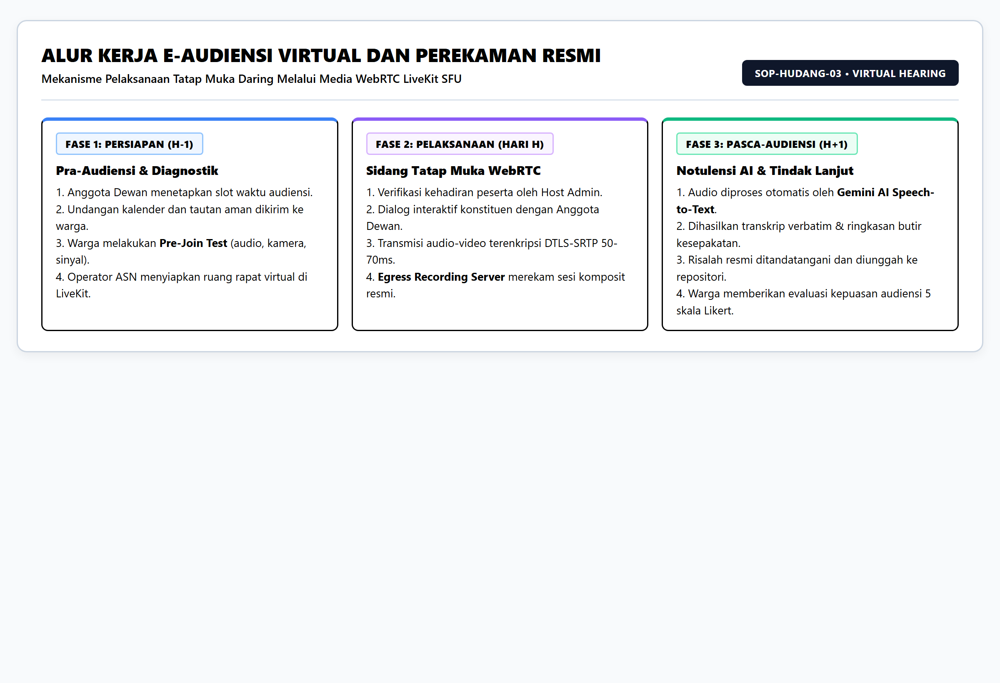 ALUR KERJA E-AUDIENSI VIRTUAL DAN PEREKAMAN RESMI
Mekanisme Pelaksanaan Tatap Muka Daring Melalui Media WebRTC LiveKit SFU
SOP-HUDANG-03 • VIRTUAL HEARING
FASE 1: PERSIAPAN (H-1)
Pra-Audiensi & Diagnostik
1. Anggota Dewan menetapkan slot waktu audiensi.
2. Undangan kalender dan tautan aman dikirim ke
warga.
3. Warga melakukan Pre-Join Test (audio, kamera,
sinyal).
4. Operator ASN menyiapkan ruang rapat virtual di
LiveKit.
FASE 2: PELAKSANAAN (HARI H)
Sidang Tatap Muka WebRTC
1. Verifikasi kehadiran peserta oleh Host Admin.
2. Dialog interaktif konstituen dengan Anggota
Dewan.
3. Transmisi audio-video terenkripsi DTLS-SRTP 50-
70ms.
4. Egress Recording Server merekam sesi komposit
resmi.
FASE 3: PASCA-AUDIENSI (H+1)
Notulensi AI & Tindak Lanjut
1. Audio diproses otomatis oleh Gemini AI Speech-
to-Text.
2. Dihasilkan transkrip verbatim & ringkasan butir
kesepakatan.
3. Risalah resmi ditandatangani dan diunggah ke
repositori.
4. Warga memberikan evaluasi kepuasan audiensi 5
skala Likert.